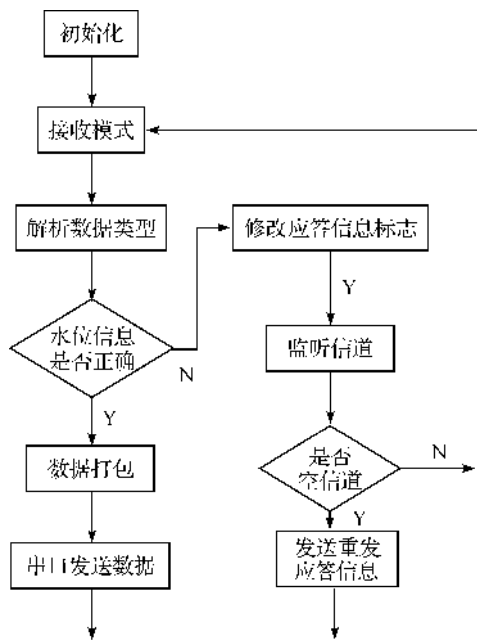 初始化
接收模式
解析数据类型
修改应答信息标志
Y
水位信息
是否正确
N
监听信道
Y
数据打包
是否
空信道
N
Y
串口发送数据
发送重发
应答信息